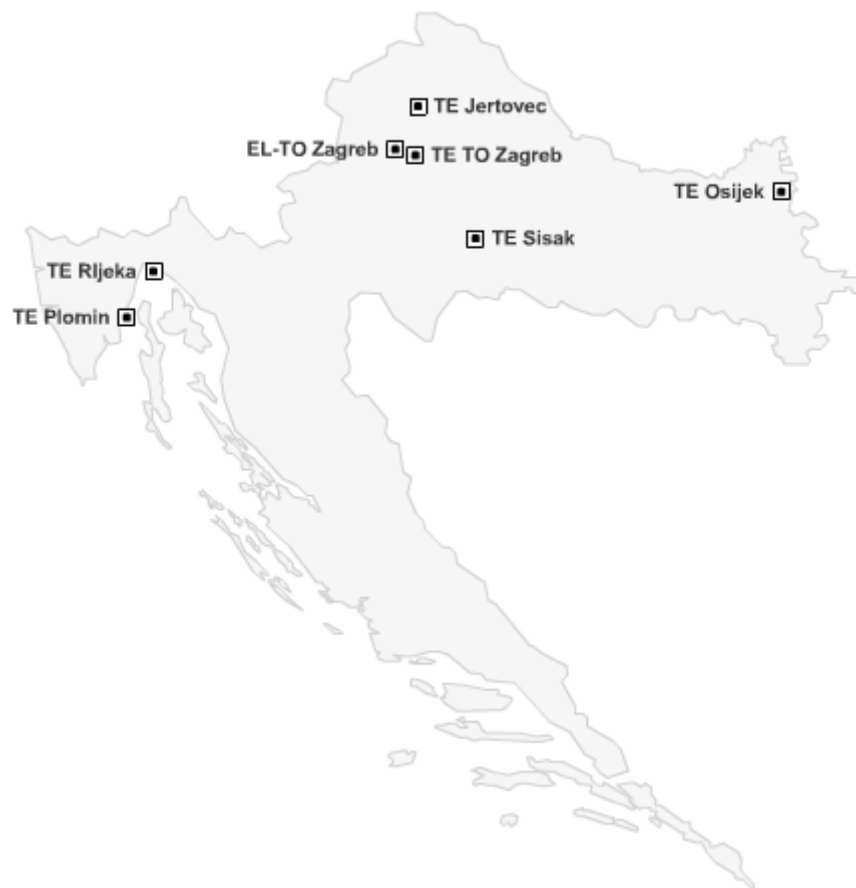 TE Jertovec
EL-TO Zagreb
TE TO Zagreb
TE Osijek
TE Sisak
TE RIjeka
TE Plomin